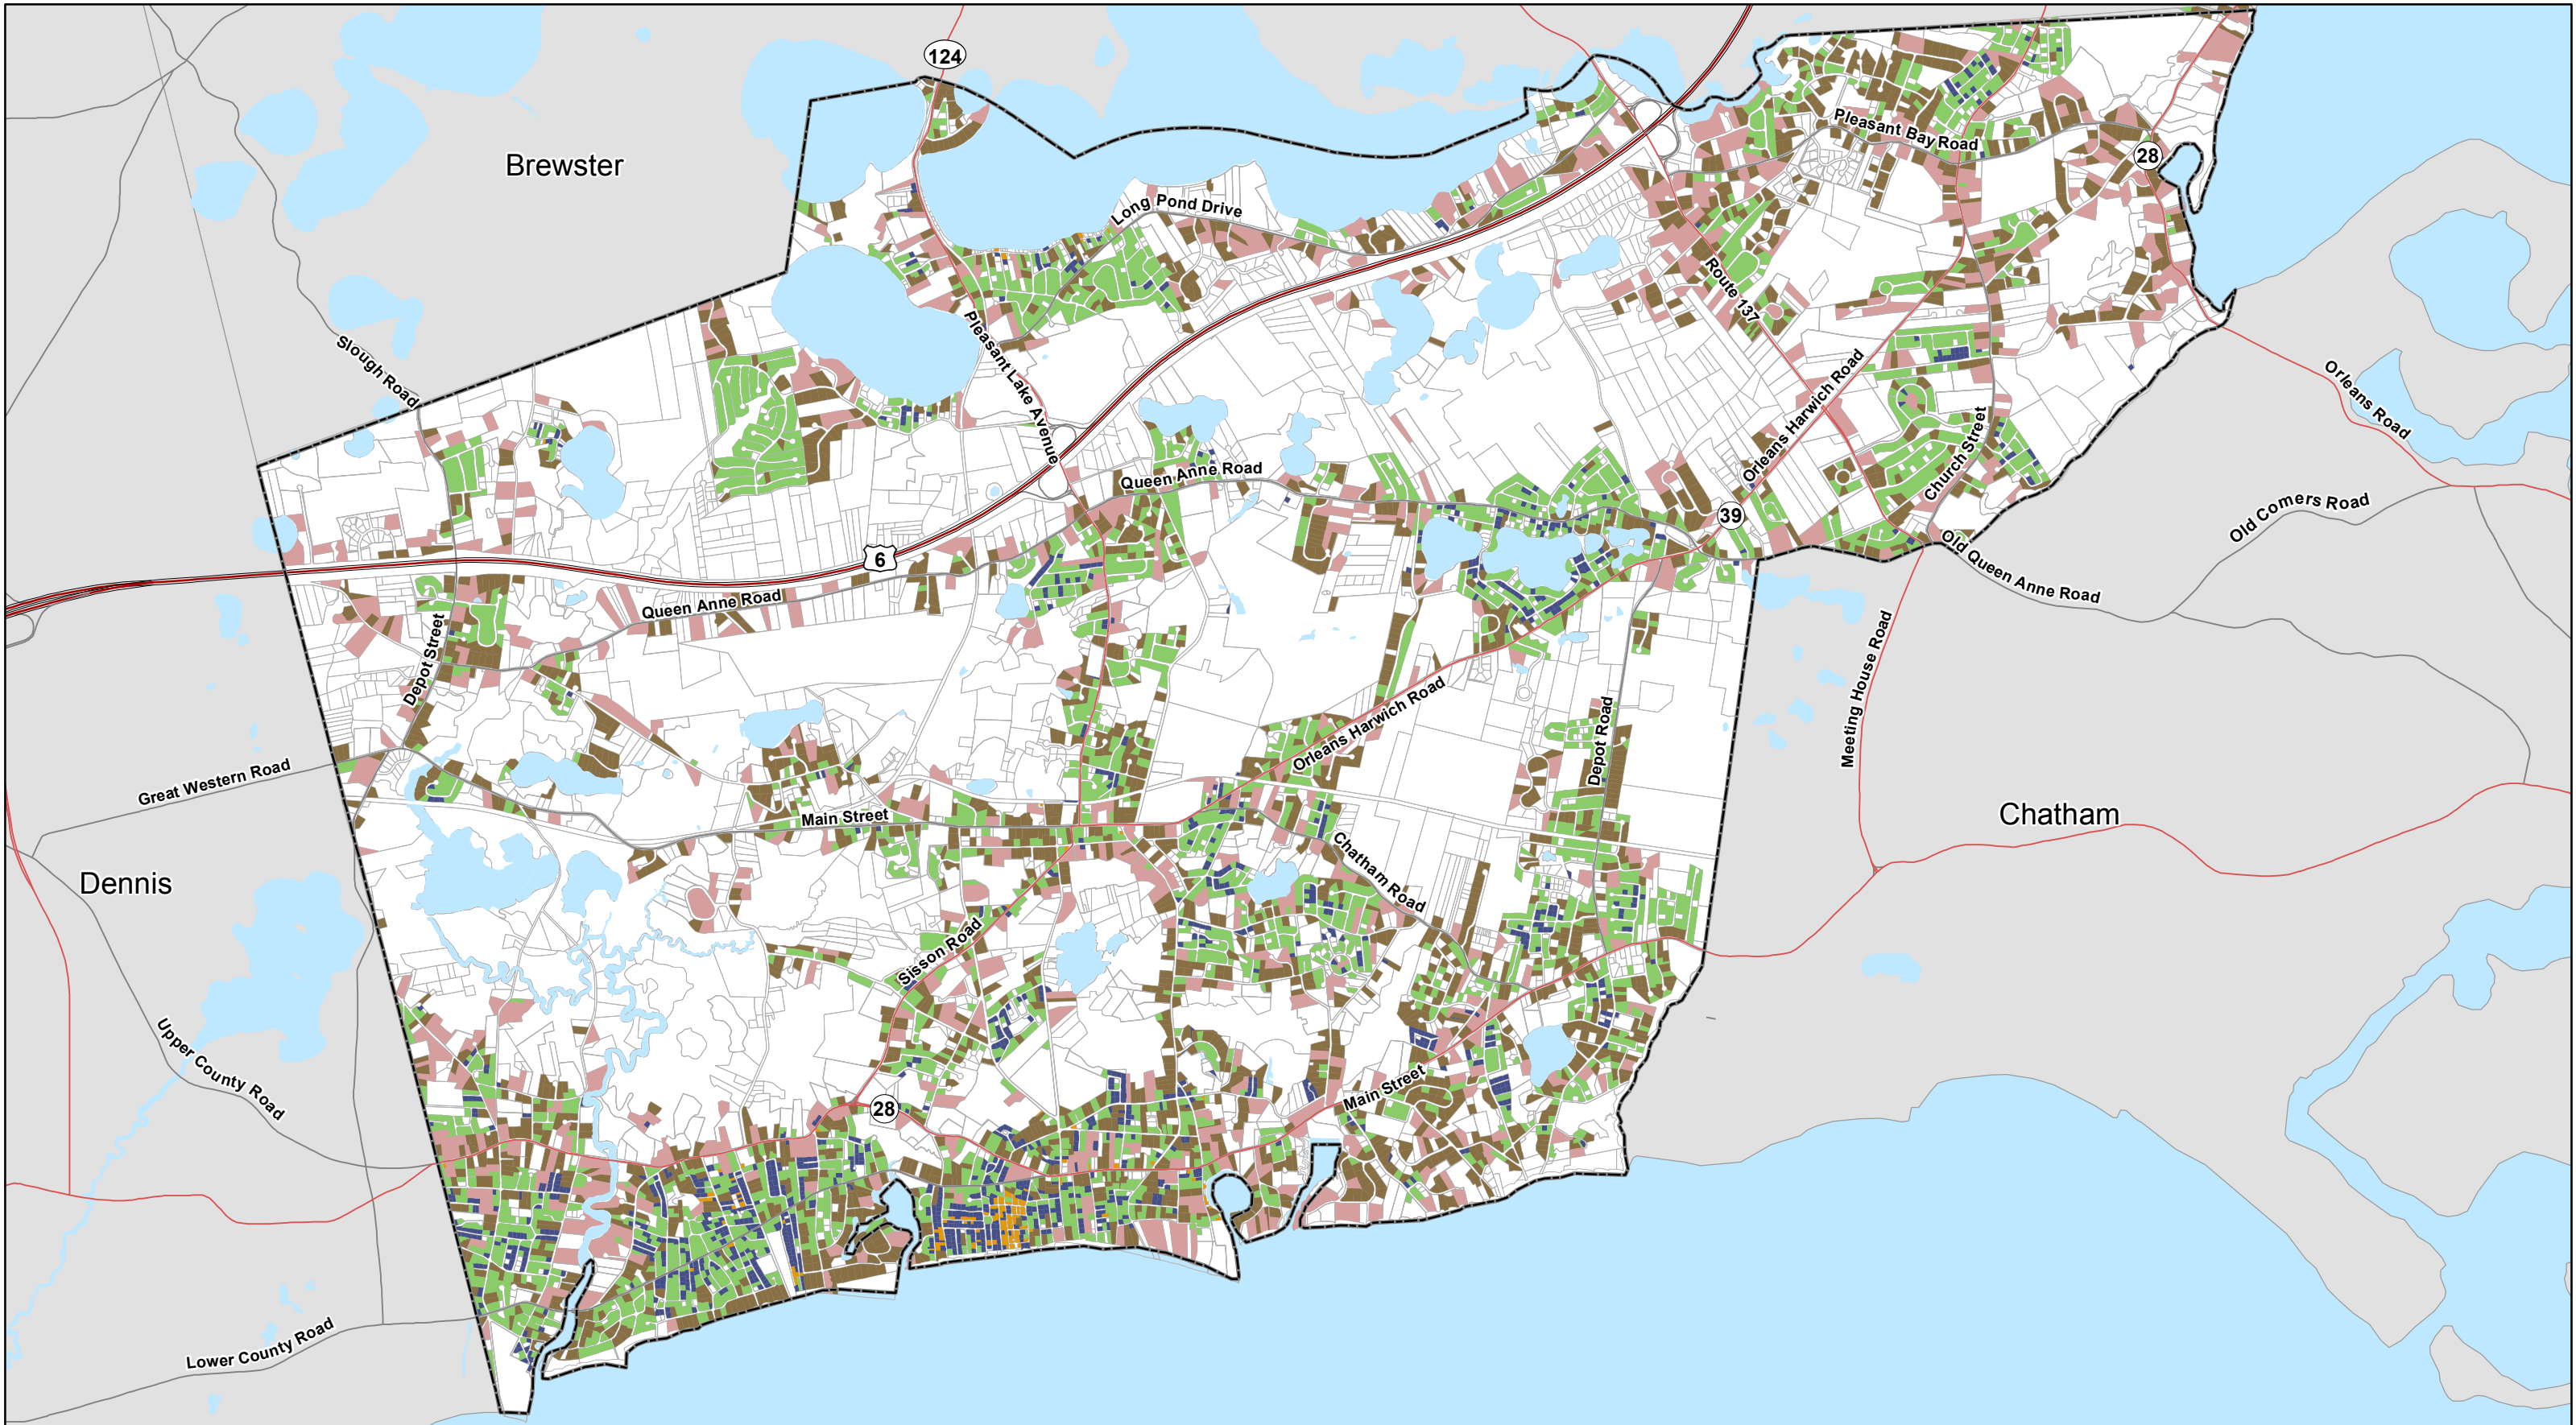 124
Brewster
Pleasant Bay Road
28
Long Pond Drive
Route 137
Slough Road
Pleasant Lake Avenue
Orleans Harwich Road
Orleans Road
Church Street
Queen Anne Road
Old Comers Road
39
6
Old Queen Anne Road
Queen Anne Road
Depot Street
Meeting House Road
Orleans Harwich Road
Depot Road
Great Western Road
Main Street
Chatham
Chatham Road
Dennis
Sisson Road
Upper County Road
Main Street
28
Lower County Road